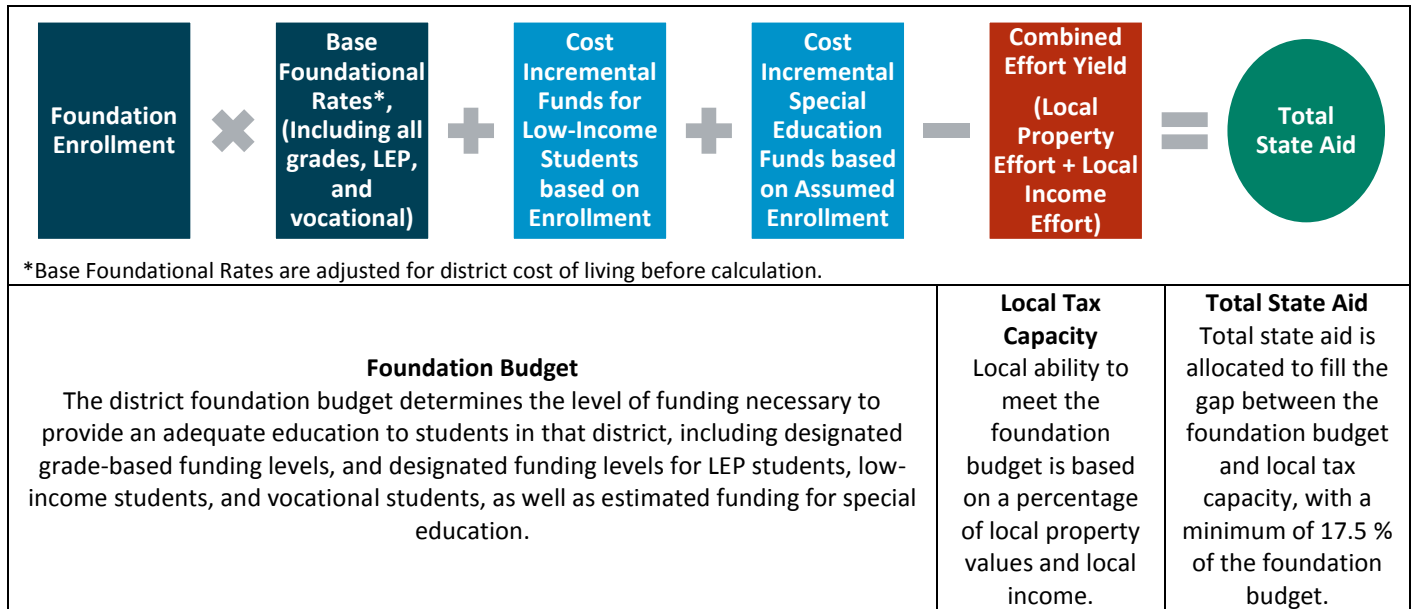 Foundation
Enrollment
Base
Foundational
Rates*,
(Including all
grades, LEP,
and
vocational)
Cost
Incremental
Funds for
Low-Income
Students
based on
Enrollment
Cost
Incremental
Special
Education
Funds based
on Assumed
Enrollment
Combined
Effort Yield
(Local
Property
Effort + Local
Income
Effort)
Total
State Aid
*Base Foundational Rates are adjusted for district cost of living before calculation.
Foundation Budget
The district foundation budget determines the level of funding necessary to
provide an adequate education to students in that district, including designated
grade-based funding levels, and designated funding levels for LEP students, low-
income students, and vocational students, as well as estimated funding for special
education.
Local Tax
Capacity
Local ability to
meet the
foundation
budget is based
on a percentage
of local property
values and local
income.
Total State Aid
Total state aid is
allocated to fill the
gap between the
foundation budget
and local tax
capacity, with a
minimum of 17.5 %
of the foundation
budget.